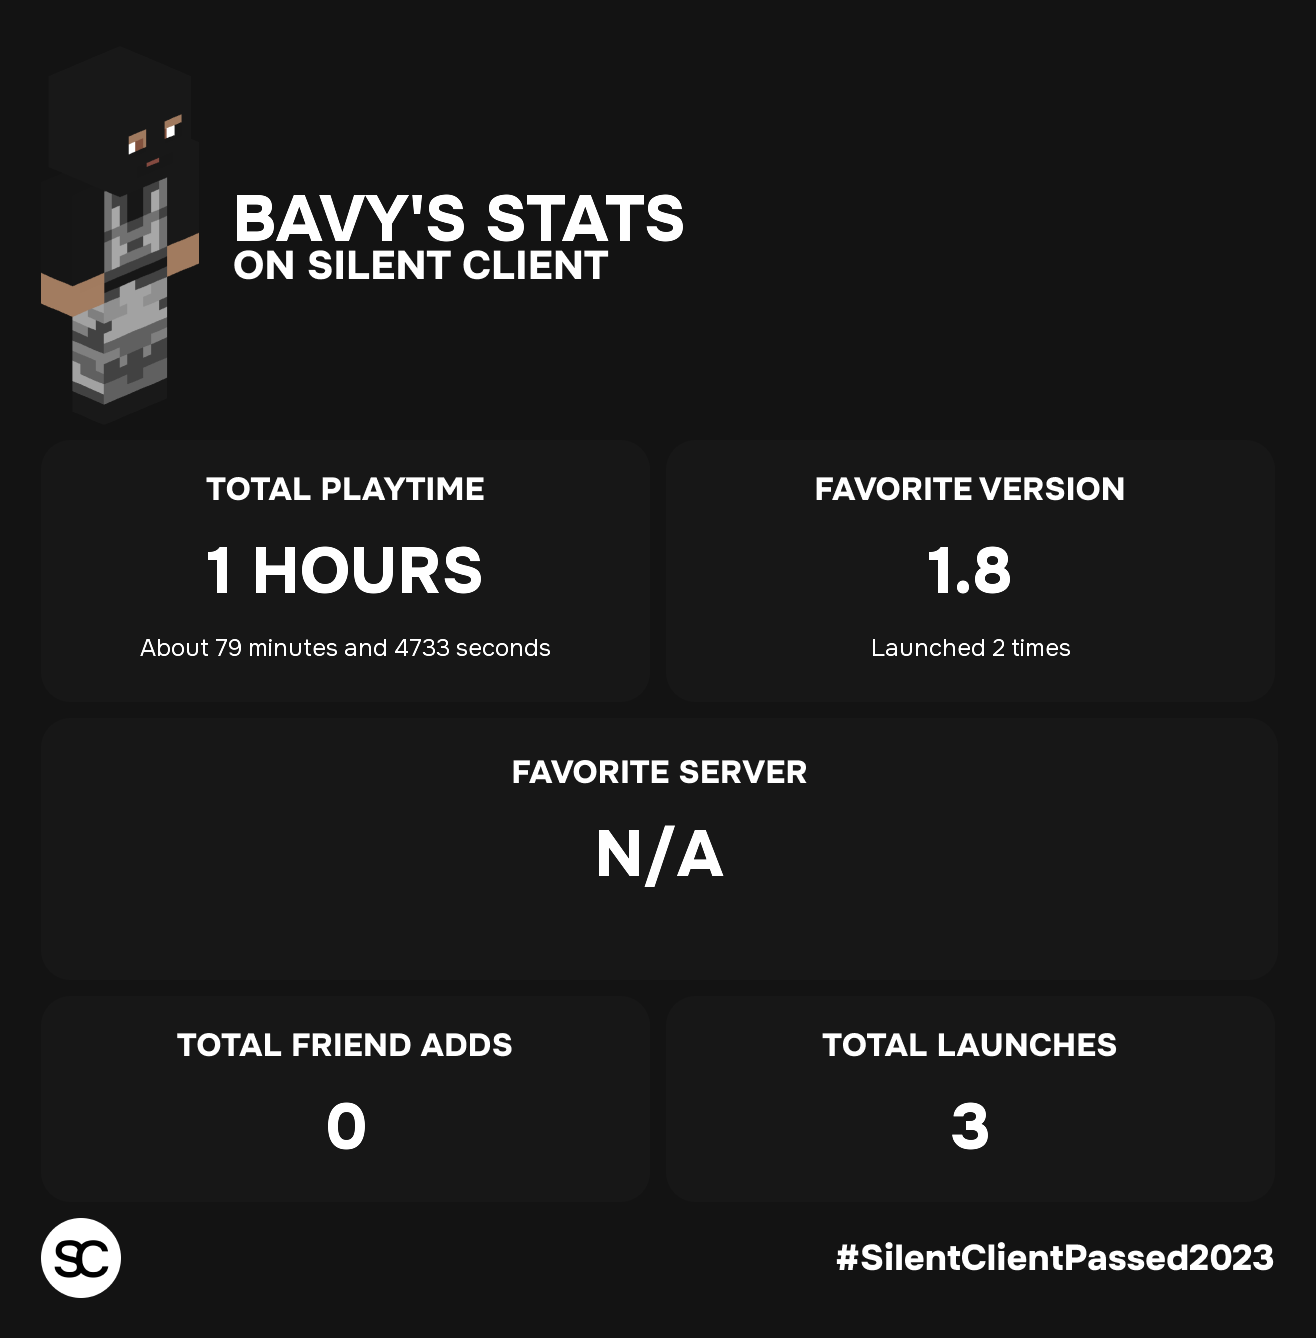 BAVY'S STATS
ON SILENT CLIENT
TOTAL PLAYTIME
1 HOURS
About 79 minutes and 4733 seconds
FAVORITE VERSION
1.8
Launched 2 times
FAVORITE SERVER
N/A
TOTAL FRIEND ADDS
0
TOTAL LAUNCHES
3
SC
#SilentClientPassed2023